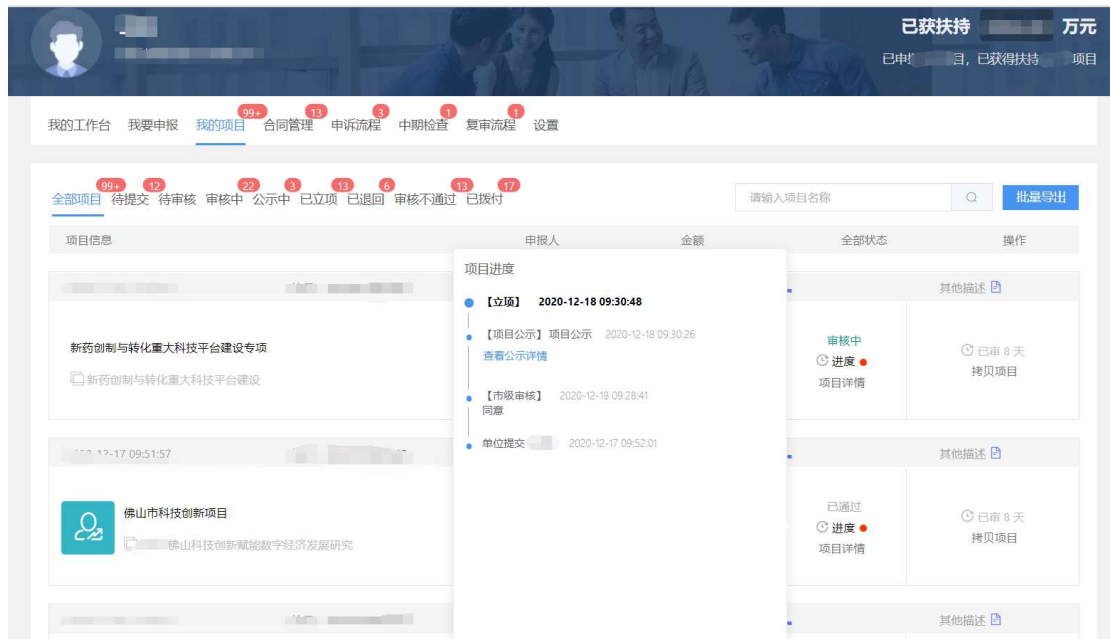 已获扶持 万元
已申 目，已获得扶持 项目
我的工作台 我要申报 我的项目 99+ 合同管理 13 申诉流程 3 中期检查 1 复审流程 1 设置
全部项目 99+ 待提交 12 待审核 审核中 22 公示中 3 已立项 13 已退回 6 审核不通过 13 已拨付 17
请输入项目名称 批量导出
项目信息 申报人 金额 全部状态 操作
项目进度
【立项】 2020-12-18 09:30:48
【项目公示】项目公示 2020-12-18 09:30:26
查看公示详情
【市级审核】 2020-12-18 09:28:41
同意
单位提交 2020-12-17 09:52:01
其他描述
新药创制与转化重大科技平台建设专项
新药创制与转化重大科技平台建设
审核中
进度
项目详情
已审 8 天
拷贝项目
12-17 09:51:57
其他描述
佛山市科技创新项目
佛山科技创新赋能数字经济发展研究
已通过
进度
项目详情
已审 8 天
拷贝项目
其他描述